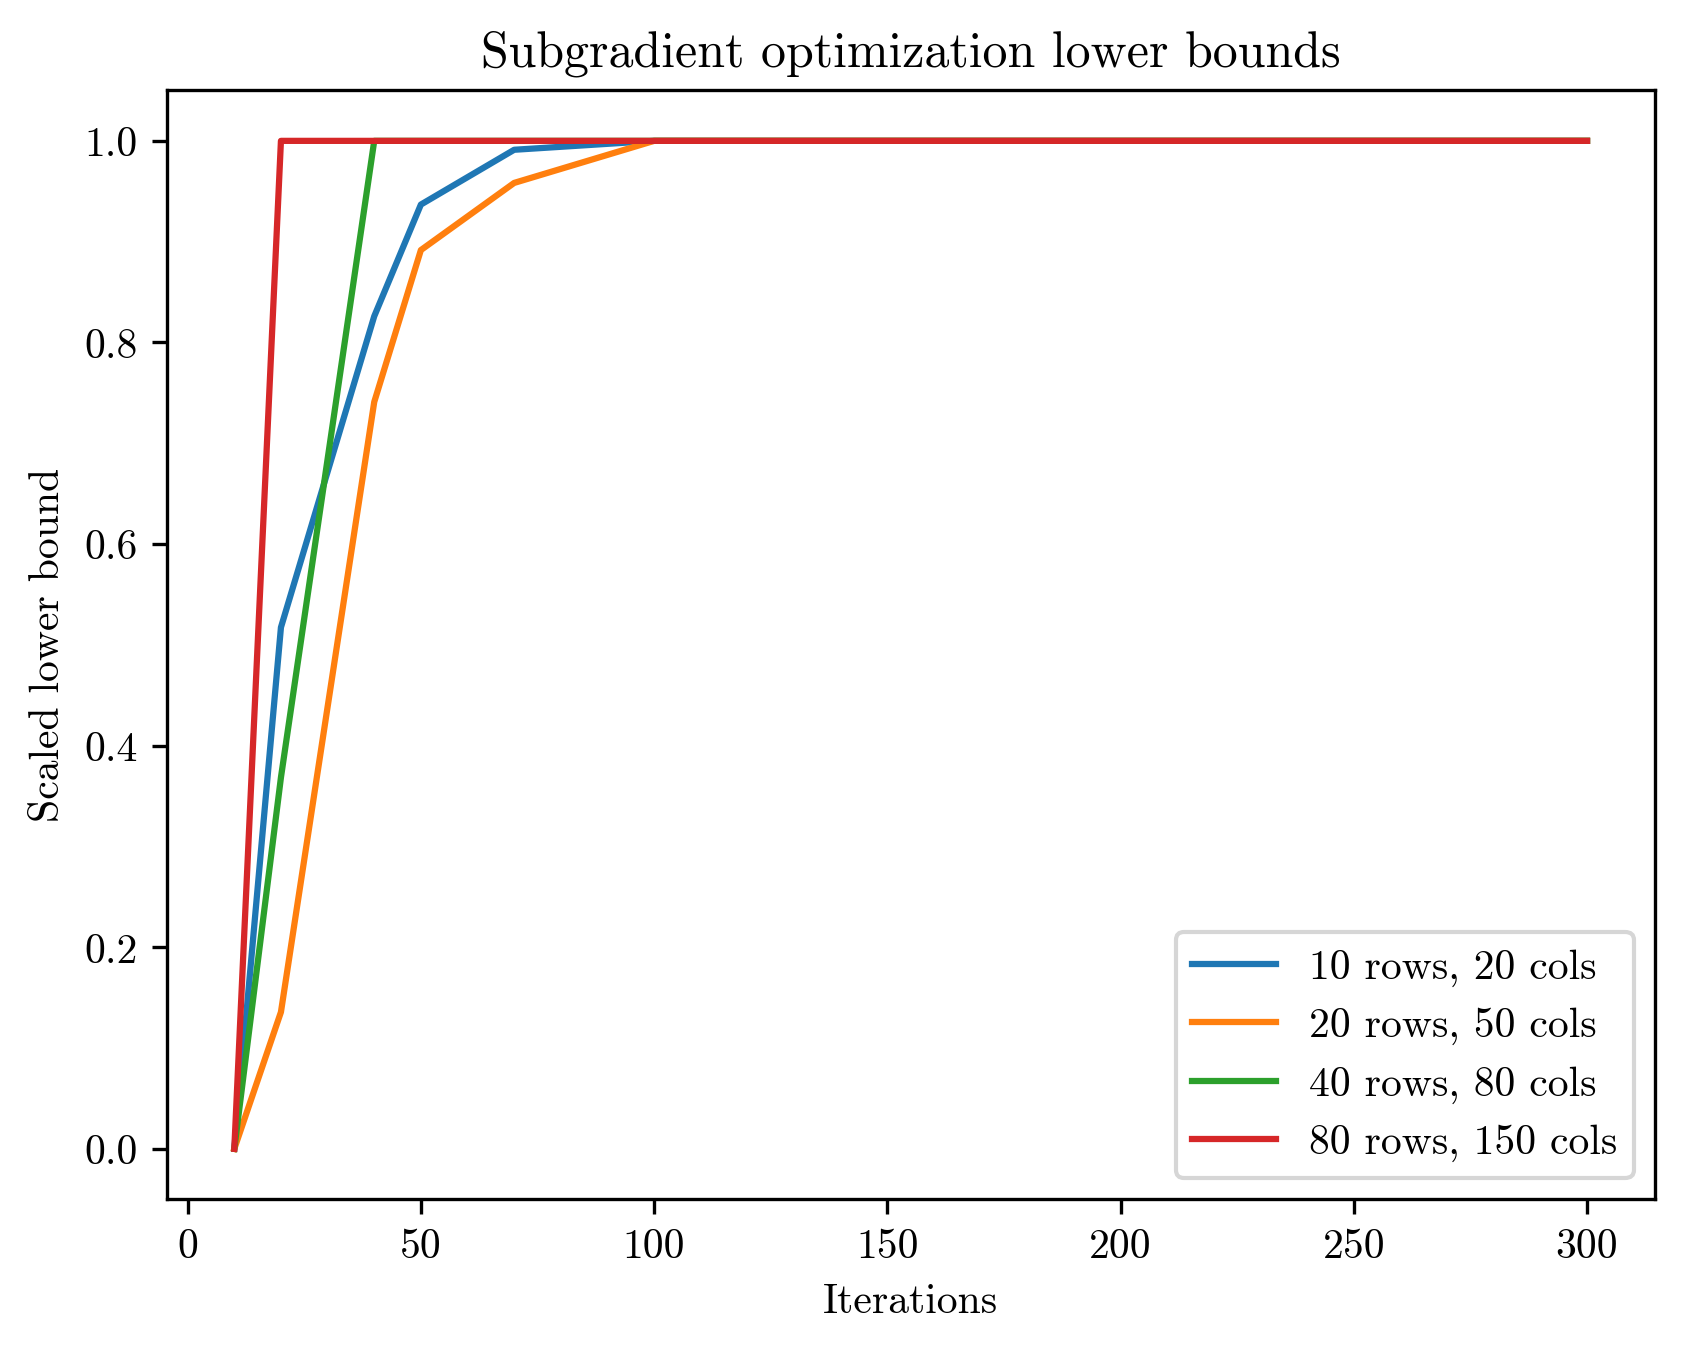 Subgradient optimization lower bounds
1.0
0.8
0.6
0.4
0.2
0.0
Scaled lower bound
10 rows, 20 cols
20 rows, 50 cols
40 rows, 80 cols
80 rows, 150 cols
0 50 100 150 200 250 300
Iterations